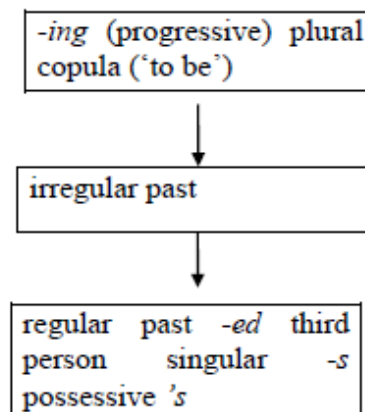 -ing (progressive) plural
copula (‘to be’)
irregular past
regular past -ed third
person singular -s
possessive ’s